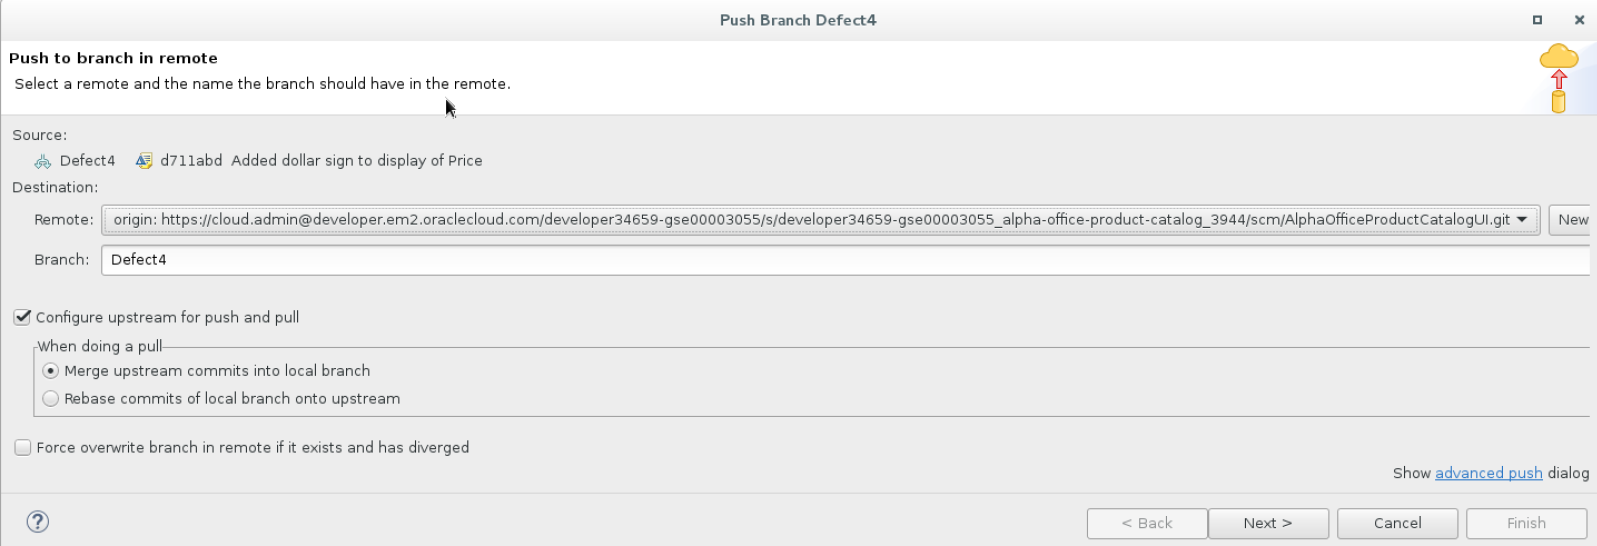 Push Branch Defect4
Push to branch in remote
Select a remote and the name the branch should have in the remote.
Source:
Defect4 d711abd Added dollar sign to display of Price
Destination:
Remote: origin: https://cloud.admin@developer.em2.oraclecloud.com/developer34659-gse00003055/s/developer34659-gse00003055_alpha-office-product-catalog_3944/scm/AlphaOfficeProductCatalogUI.git New
Branch: Defect4
Configure upstream for push and pull
When doing a pull
Merge upstream commits into local branch
Rebase commits of local branch onto upstream
Force overwrite branch in remote if it exists and has diverged
Show advanced push dialog
? < Back Next > Cancel Finish